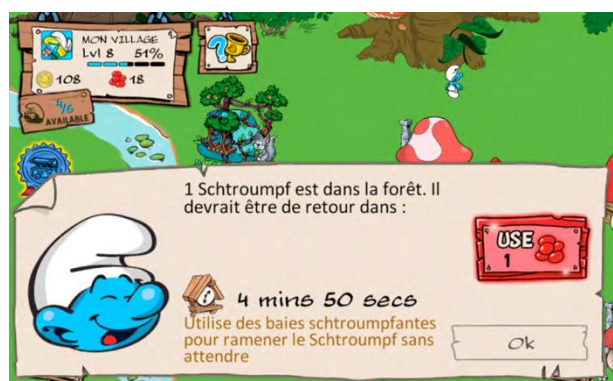 MON VILLAGE
Lvl 8 51%
108 18
4/5
AVAILABLE
?
1 Schtroumpf est dans la forêt. Il
devrait être de retour dans :
USE
1
4 mins 50 secs
Utilise des baies schtroumpfantes
pour ramener le Schtroumpf sans
attendre
Ok